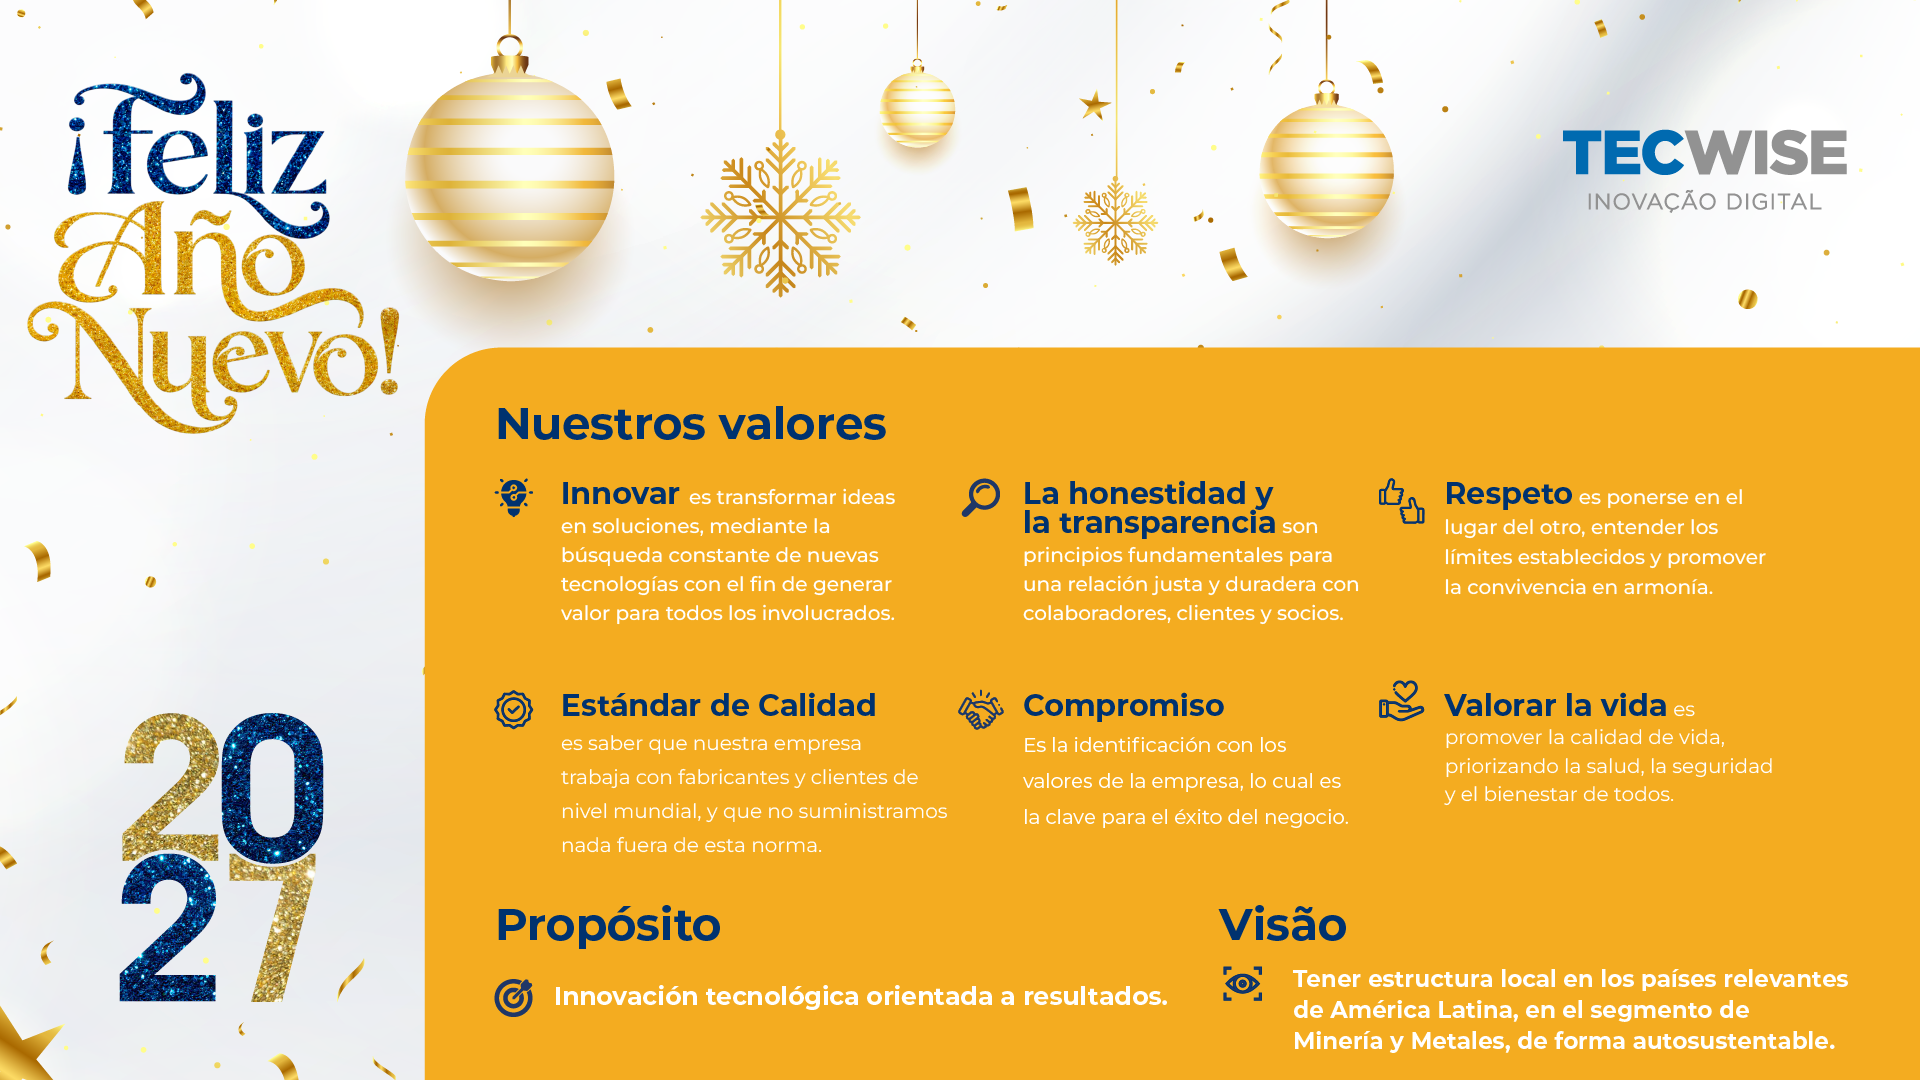 ¡Feliz
Año
Nuevo!
TECWISE
INOVAÇÃO DIGITAL
Nuestros valores
Innovar es transformar ideas
en soluciones, mediante la
búsqueda constante de nuevas
tecnologías con el fin de generar
valor para todos los involucrados.
La honestidad y
la transparencia son
principios fundamentales para
una relación justa y duradera con
colaboradores, clientes y socios.
Respeto es ponerse en el
lugar del otro, entender los
límites establecidos y promover
la convivencia en armonía.
Estándar de Calidad
es saber que nuestra empresa
trabaja con fabricantes y clientes de
nivel mundial, y que no suministramos
nada fuera de esta norma.
Compromiso
Es la identificación con los
valores de la empresa, lo cual es
la clave para el éxito del negocio.
Valorar la vida es
promover la calidad de vida,
priorizando la salud, la seguridad
y el bienestar de todos.
20
27
Propósito
Innovación tecnológica orientada a resultados.
Visão
Tener estructura local en los países relevantes
de América Latina, en el segmento de
Minería y Metales, de forma autosustentable.